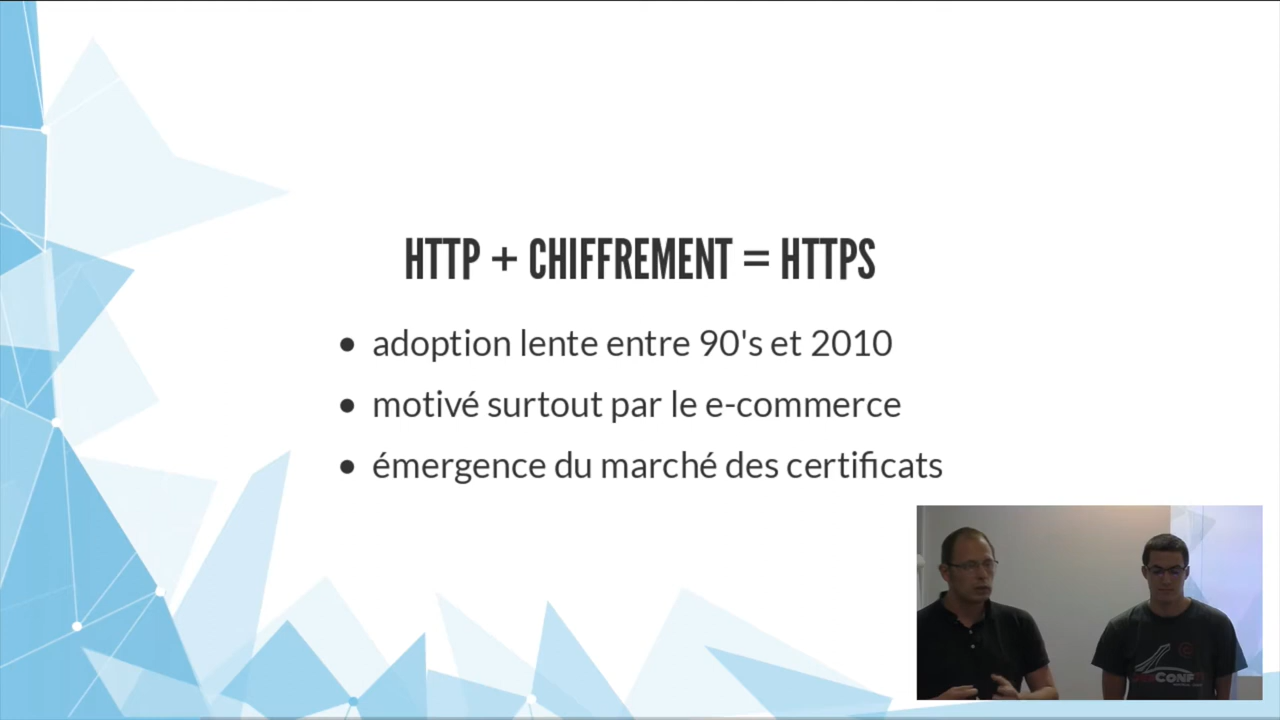 HTTP + CHIFFREMENT = HTTPS
• adoption lente entre 90's et 2010
• motivé surtout par le e-commerce
• émergence du marché des certificats